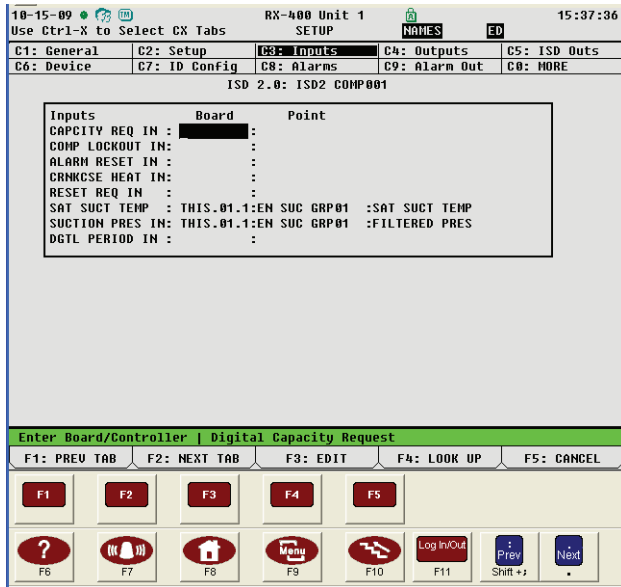 10-15-09 RX-400 Unit 1 15:37:36
Use Ctrl-X to Select CX Tabs SETUP NAMES ED
C1: General C2: Setup C3: Inputs C4: Outputs C5: ISD Outs
C6: Device C7: ID Config C8: Alarms C9: Alarm Out C0: MORE
ISD 2.0: ISD2 COMP001
Inputs Board Point
CAPCITY REQ IN : :
COMP LOCKOUT IN: :
ALARM RESET IN : :
CRNKCSE HEAT IN: :
RESET REQ IN : :
SAT SUCT TEMP : THIS.01.1:EN SUC GRP01 :SAT SUCT TEMP
SUCTION PRES IN: THIS.01.1:EN SUC GRP01 :FILTERED PRES
DGTL PERIOD IN : :
Enter Board/Controller | Digital Capacity Request
F1: PREV TAB F2: NEXT TAB F3: EDIT F4: LOOK UP F5: CANCEL
F1 F2 F3 F4 F5
? Menu Log In/Out : Prev Next
F6 F7 F8 F9 F10 F11 Shift +; .